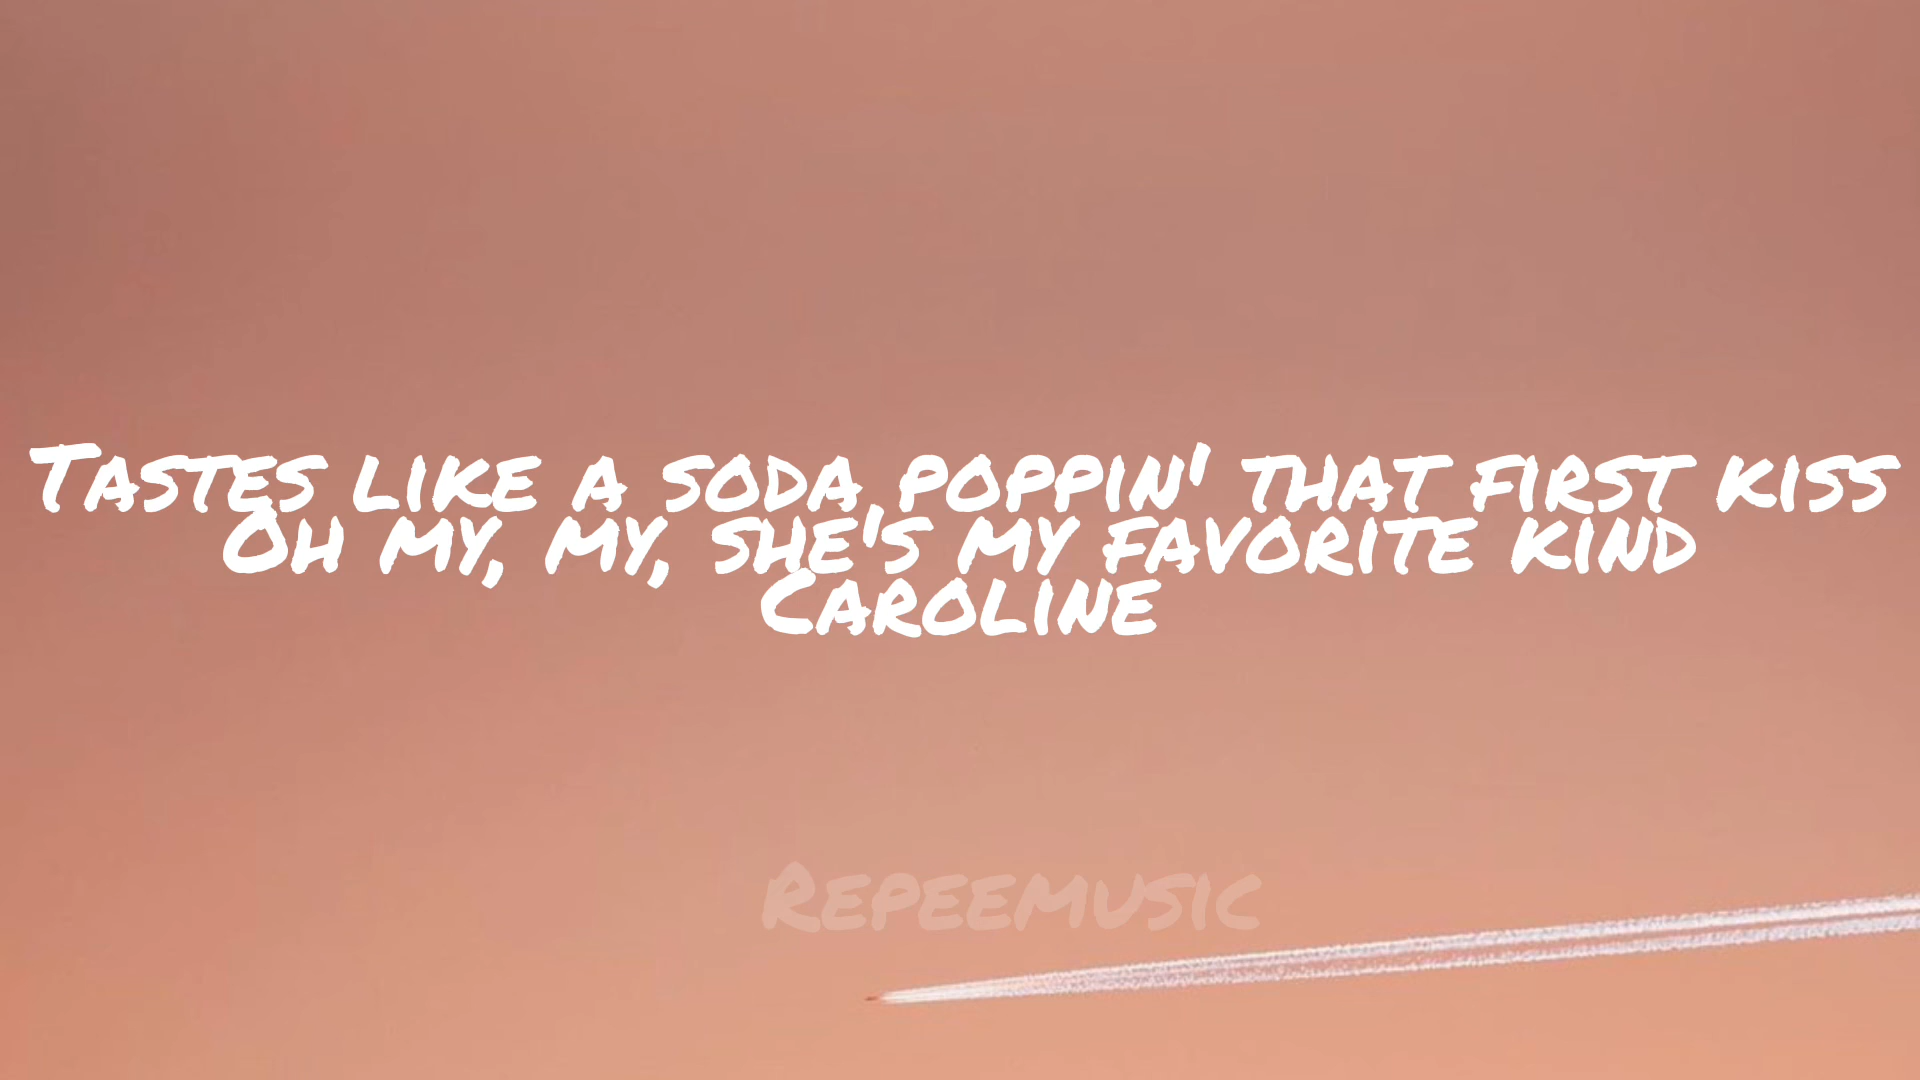 Tastes like a soda poppin' that first kiss
Oh my, my, she's my favorite kind
Caroline
Repeemusic